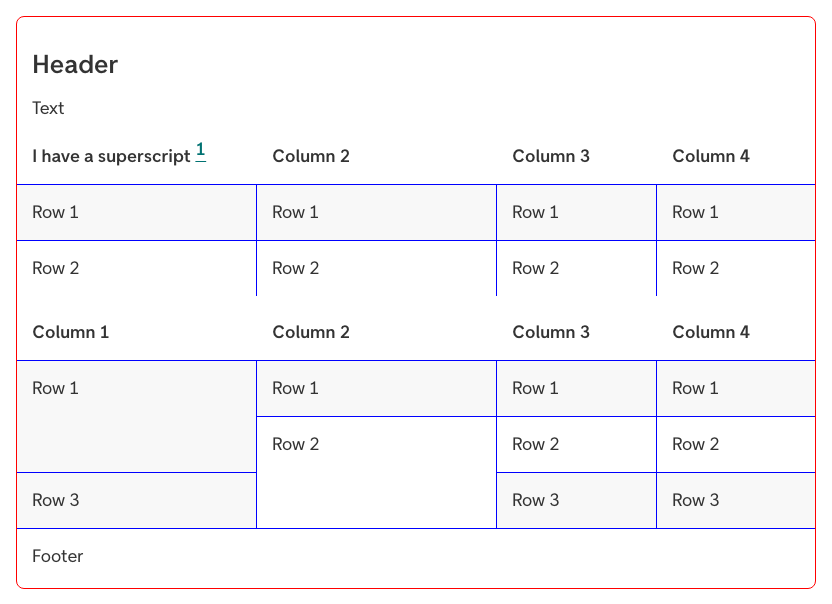 Header
Text
I have a superscript 1 Column 2 Column 3 Column 4
Row 1 Row 1 Row 1 Row 1
Row 2 Row 2 Row 2 Row 2
Column 1 Column 2 Column 3 Column 4
Row 1 Row 1 Row 1 Row 1
Row 2 Row 2 Row 2
Row 3 Row 3 Row 3
Footer